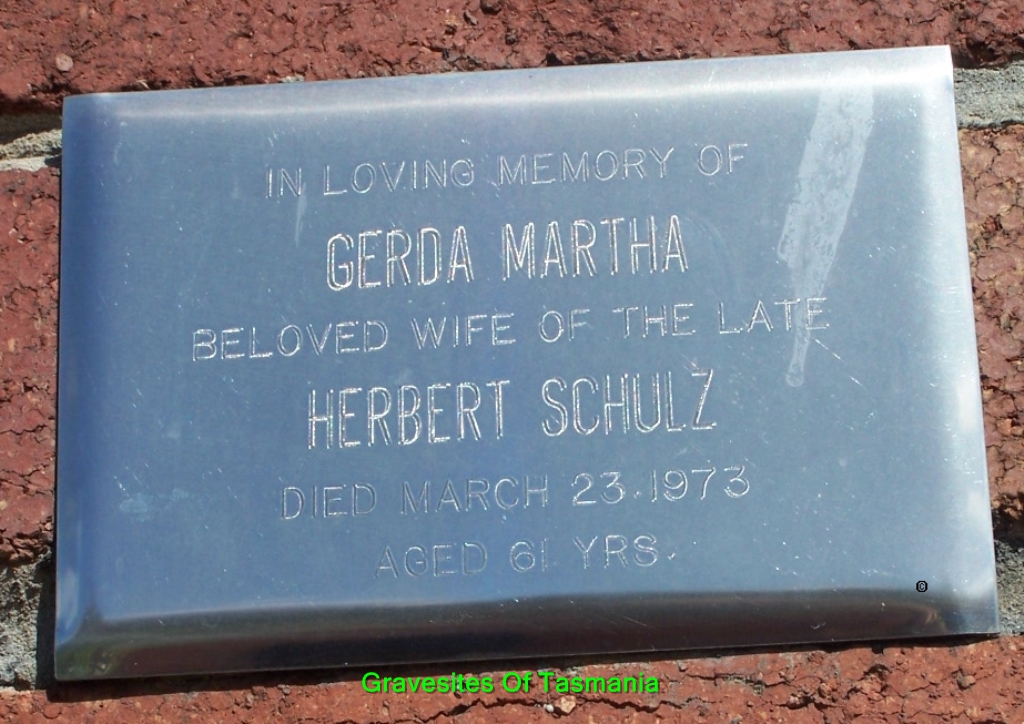 IN LOVING MEMORY OF
GERDA MARTHA
BELOVED WIFE OF THE LATE
HERBERT SCHULZ
DIED MARCH 23.1973
AGED 61 YRS.
©
Gravesites Of Tasmania